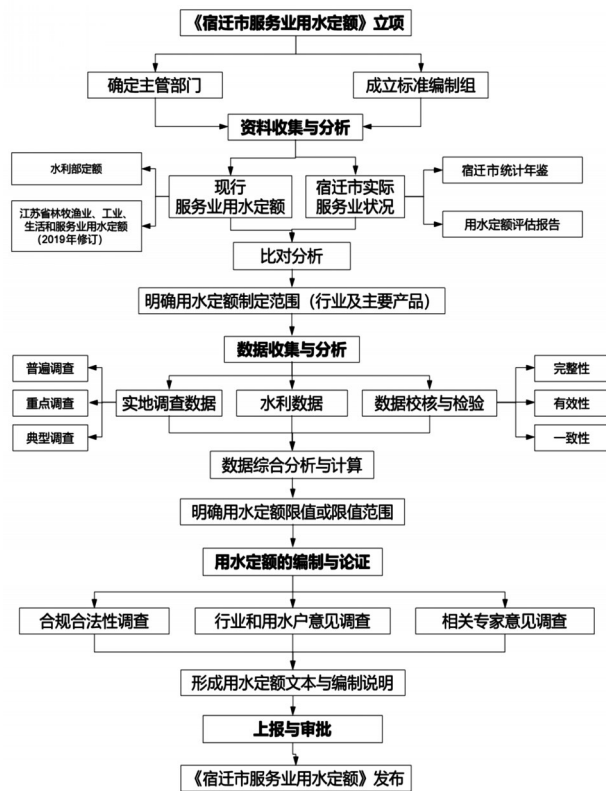 《宿迁市服务业用水定额》立项
确定主管部门
成立标准编制组
资料收集与分析
水利部定额
江苏省林牧渔业、工业、
生活和服务业用水定额
(2019年修订)
现行
服务业用水定额
宿迁市实际
服务业状况
宿迁市统计年鉴
用水定额评估报告
比对分析
明确用水定额制定范围（行业及主要产品）
数据收集与分析
普遍调查
重点调查
典型调查
实地调查数据
水利数据
数据校核与检验
完整性
有效性
一致性
数据综合分析与计算
明确用水定额限值或限值范围
用水定额的编制与论证
合规合法性调查
行业和用水户意见调查
相关专家意见调查
形成用水定额文本与编制说明
上报与审批
《宿迁市服务业用水定额》发布